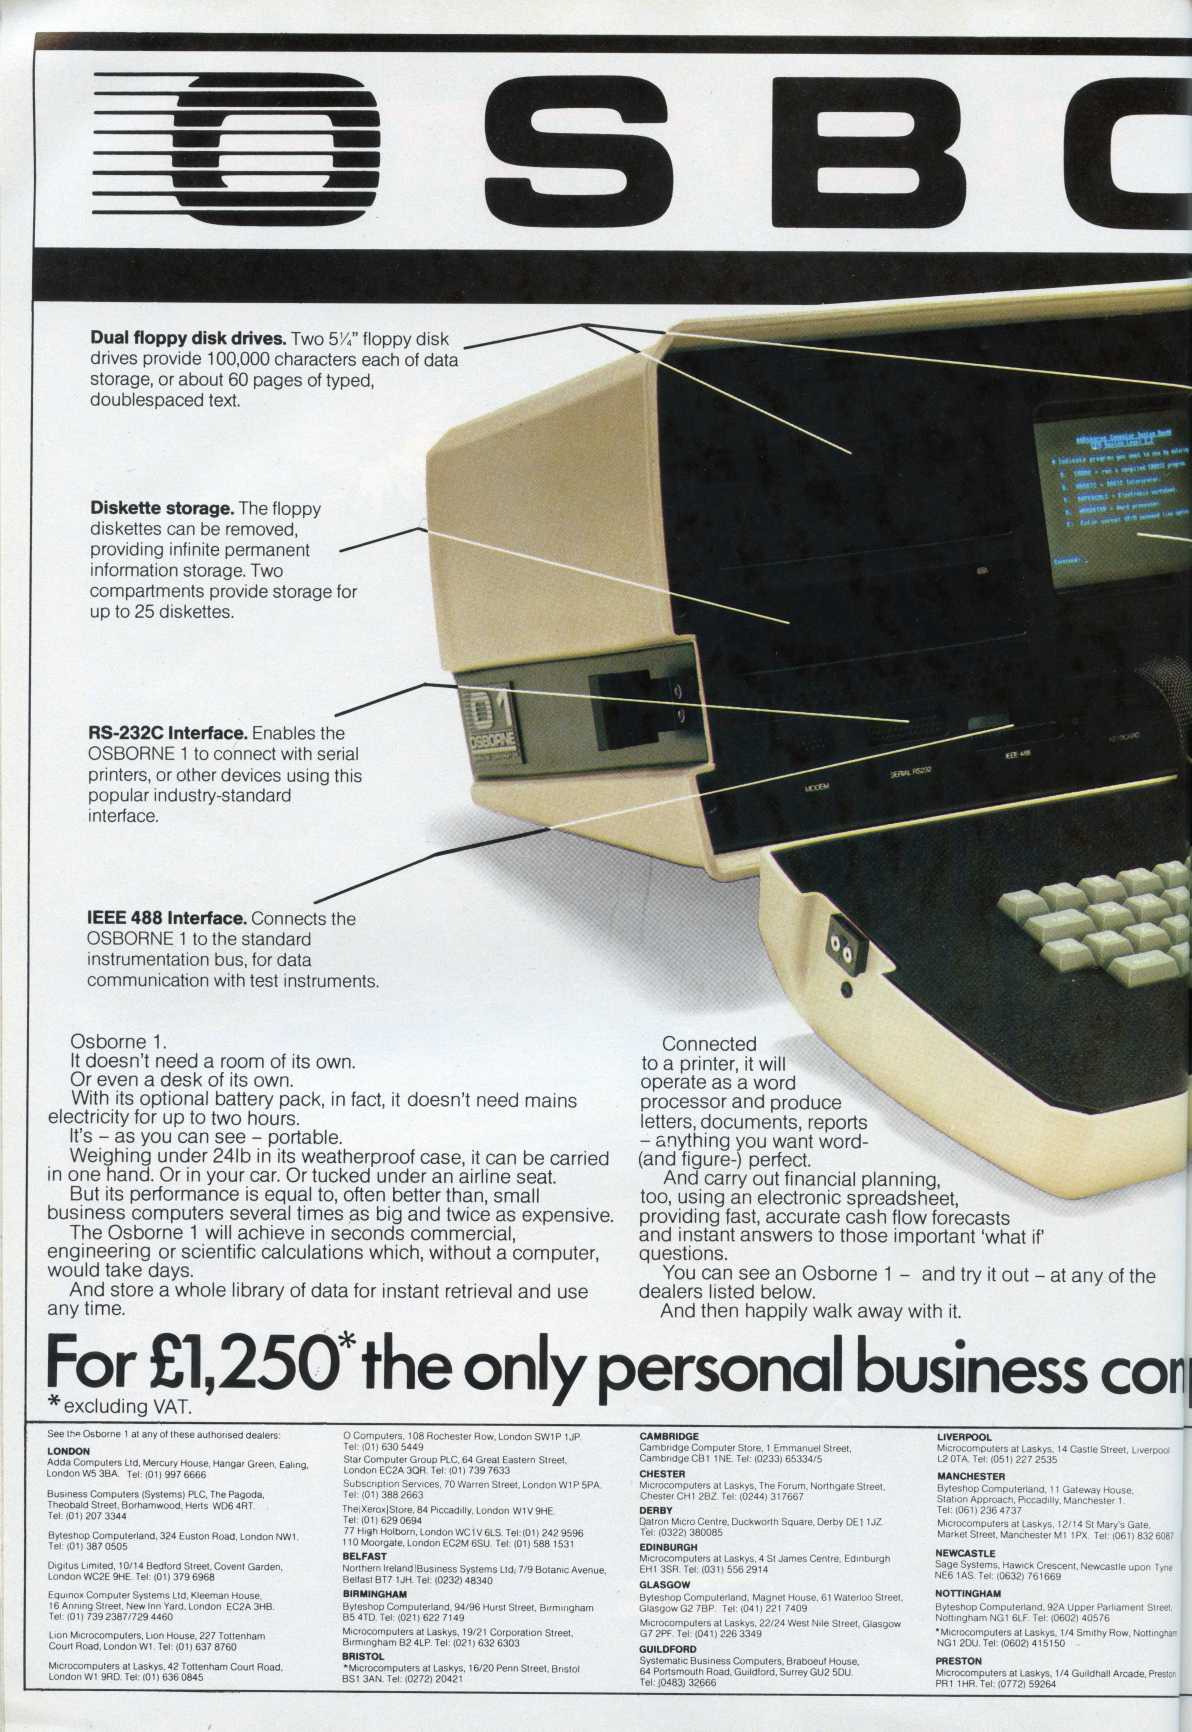 OSBO
Dual floppy disk drives. Two 5¼" floppy disk
drives provide 100,000 characters each of data
storage, or about 60 pages of typed,
doublespaced text.
Diskette storage. The floppy
diskettes can be removed,
providing infinite permanent
information storage. Two
compartments provide storage for
up to 25 diskettes.
RS-232C Interface. Enables the
OSBORNE 1 to connect with serial
printers, or other devices using this
popular industry-standard
interface.
IEEE 488 Interface. Connects the
OSBORNE 1 to the standard
instrumentation bus, for data
communication with test instruments.
01
OSBORNE
MODEM
SERIAL RS232
IEEE 488
KEYBOARD
Osborne 1.
It doesn't need a room of its own.
Or even a desk of its own.
With its optional battery pack, in fact, it doesn't need mains
electricity for up to two hours.
It's – as you can see – portable.
Weighing under 24lb in its weatherproof case, it can be carried
in one hand. Or in your car. Or tucked under an airline seat.
But its performance is equal to, often better than, small
business computers several times as big and twice as expensive.
The Osborne 1 will achieve in seconds commercial,
engineering or scientific calculations which, without a computer,
would take days.
And store a whole library of data for instant retrieval and use
any time.
Connected
to a printer, it will
operate as a word
processor and produce
letters, documents, reports
– anything you want word-
(and figure-) perfect.
And carry out financial planning,
too, using an electronic spreadsheet,
providing fast, accurate cash flow forecasts
and instant answers to those important 'what if'
questions.
You can see an Osborne 1 – and try it out – at any of the
dealers listed below.
And then happily walk away with it.
For £1,250* the only personal business com
*excluding VAT.
See the Osborne 1 at any of these authorised dealers:
LONDON
Adda Computers Ltd, Mercury House, Hangar Green, Ealing,
London W5 3BA. Tel: (01) 997 6666
Business Computers (Systems) PLC, The Pagoda,
Theobald Street, Borhamwood, Herts WD6 4RT.
Tel: (01) 207 3344
Byteshop Computerland, 324 Euston Road, London NW1.
Tel: (01) 387 0505
Digitus Limited, 10/14 Bedford Street, Covent Garden,
London WC2E 9HE. Tel: (01) 379 6968
Equinox Computer Systems Ltd, Kleeman House,
16 Anning Street, New Inn Yard, London EC2A 3HB.
Tel: (01) 739 2387/729 4460
Lion Microcomputers, Lion House, 227 Tottenham
Court Road, London W1. Tel: (01) 637 8760
Microcomputers at Laskys, 42 Tottenham Court Road,
London W1 9RD. Tel: (01) 636 0845
O Computers, 108 Rochester Row, London SW1P 1JP.
Tel: (01) 630 5449
Star Computer Group PLC, 64 Great Eastern Street,
London EC2A 3QR. Tel: (01) 739 7633
Subscription Services, 70 Warren Street, London W1P 5PA.
Tel: (01) 388 2663
The Xerox Store, 84 Piccadilly, London W1V 9HE.
Tel: (01) 629 0694
77 High Holborn, London WC1V 6LS. Tel: (01) 242 9596
110 Moorgate, London EC2M 6SU. Tel: (01) 588 1531
BELFAST
Northern Ireland Business Systems Ltd, 7/9 Botanic Avenue,
Belfast BT7 1JH. Tel: (0232) 48340
BIRMINGHAM
Byteshop Computerland, 94/96 Hurst Street, Birmingham
B5 4TD. Tel: (021) 622 7149
Microcomputers at Laskys, 19/21 Corporation Street,
Birmingham B2 4LP. Tel: (021) 632 6303
BRISTOL
*Microcomputers at Laskys, 16/20 Penn Street, Bristol
BS1 3AN. Tel: (0272) 20421
CAMBRIDGE
Cambridge Computer Store, 1 Emmanuel Street,
Cambridge CB1 1NE. Tel: (0233) 65334/5
CHESTER
Microcomputers at Laskys, The Forum, Northgate Street,
Chester CH1 2BZ. Tel: (0244) 317667
DERBY
Datron Micro Centre, Duckworth Square, Derby DE1 1JZ.
Tel: (0322) 380085
EDINBURGH
Microcomputers at Laskys, 4 St James Centre, Edinburgh
EH1 3SR. Tel: (031) 556 2914
GLASGOW
Byteshop Computerland, Magnet House, 61 Waterloo Street,
Glasgow G2 7BP. Tel: (041) 221 7409
Microcomputers at Laskys, 22/24 West Nile Street, Glasgow
G7 2PF. Tel: (041) 226 3349
GUILDFORD
Systematic Business Computers, Braboeuf House,
64 Portsmouth Road, Guildford, Surrey GU2 5DU.
Tel: (0483) 32666
LIVERPOOL
Microcomputers at Laskys, 14 Castle Street, Liverpool
L2 0TA. Tel: (051) 227 2535
MANCHESTER
Byteshop Computerland, 11 Gateway House,
Station Approach, Piccadilly, Manchester 1.
Tel: (061) 236 4737
Microcomputers at Laskys, 12/14 St Mary's Gate,
Market Street, Manchester M1 1PX. Tel: (061) 832 6087
NEWCASTLE
Sage Systems, Hawick Crescent, Newcastle upon Tyne
NE6 1AS. Tel: (0632) 761669
NOTTINGHAM
Byteshop Computerland, 92A Upper Parliament Street,
Nottingham NG1 6LF. Tel: (0602) 40576
*Microcomputers at Laskys, 1/4 Smithy Row, Nottingham
NG1 2DU. Tel: (0602) 415150
PRESTON
Microcomputers at Laskys, 1/4 Guildhall Arcade, Preston
PR1 1HR. Tel: (0772) 59264